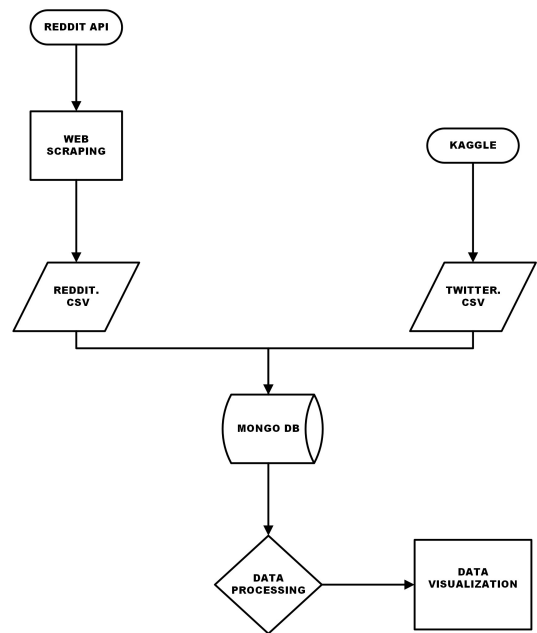 REDDIT API
WEB
SCRAPING
KAGGLE
REDDIT.
CSV
TWITTER.
CSV
MONGO DB
DATA
PROCESSING
DATA
VISUALIZATION